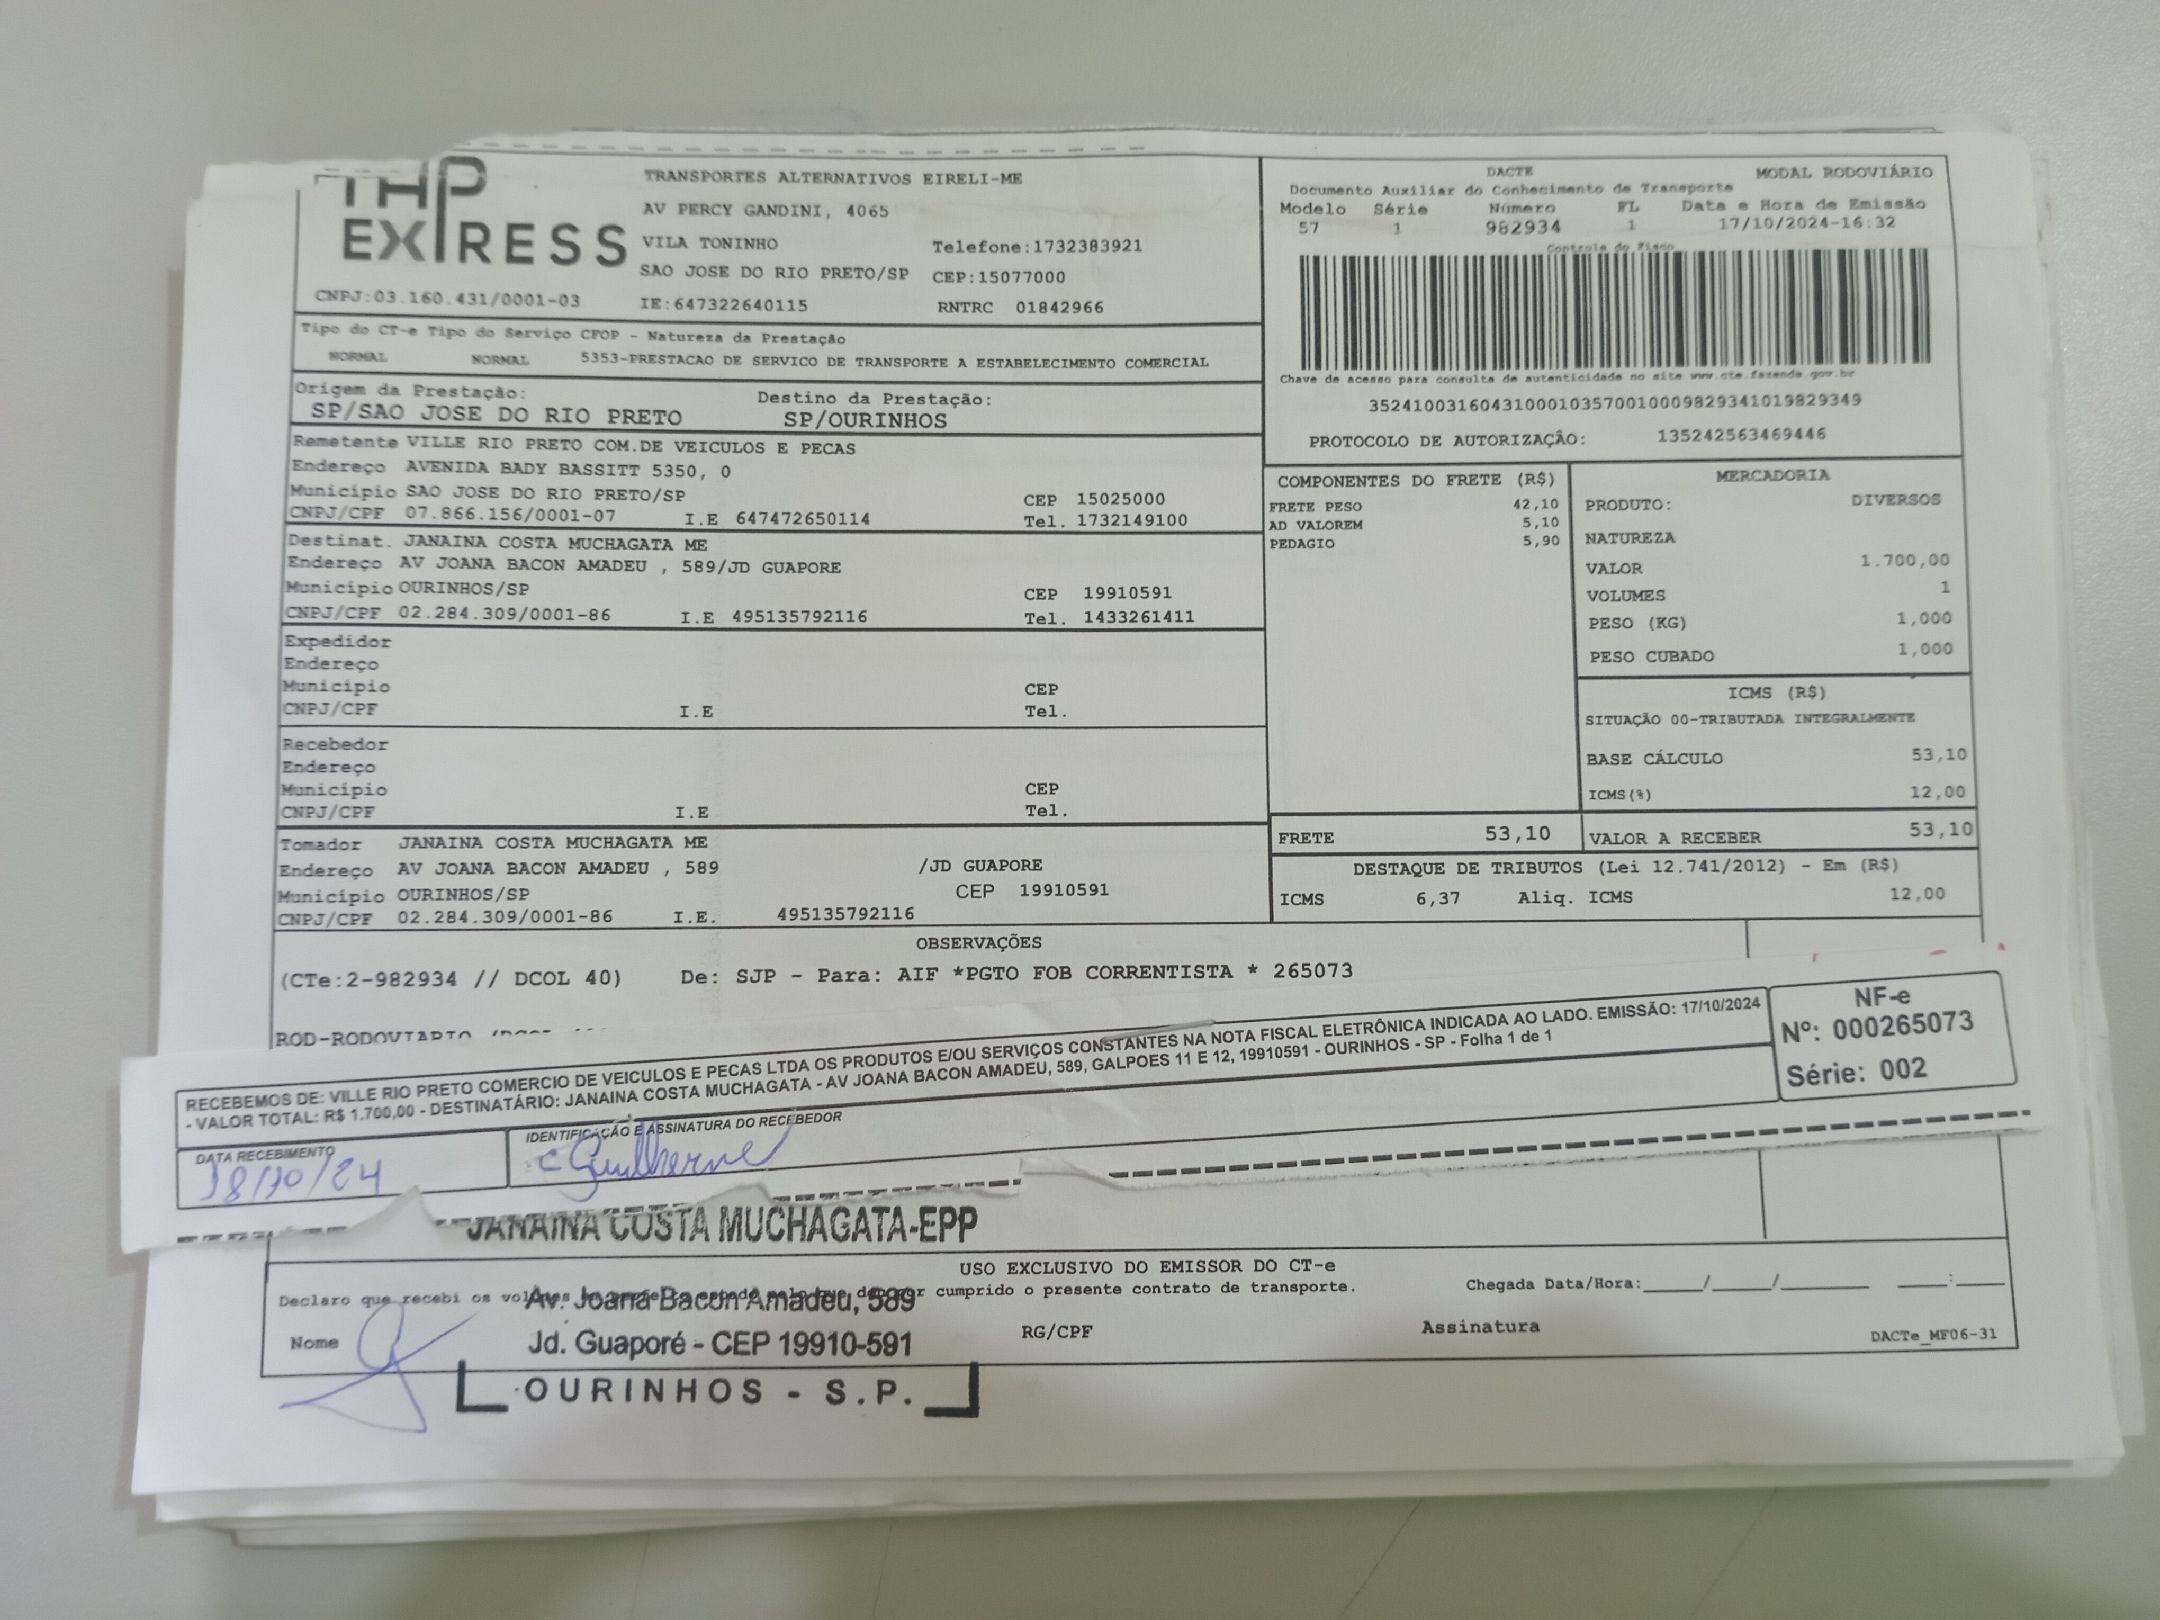 THP
EXPRESS
TRANSPORTES ALTERNATIVOS EIRELI-ME
AV PERCY GANDINI, 4065
VILA TONINHO Telefone:1732383921
SAO JOSE DO RIO PRETO/SP CEP:15077000
CNPJ:03.160.431/0001-03 IE:647322640115 RNTRC 01842966
DACTE MODAL RODOVIÁRIO
Documento Auxiliar do Conhecimento de Transporte
Modelo Série Número FL Data e Hora de Emissão
57 1 982934 1 17/10/2024-16:32
Controle do Fisco
Chave de acesso para consulta de autenticidade no site www.cte.fazenda.gov.br
35241003160431000103570010009829341019829349
PROTOCOLO DE AUTORIZAÇÃO: 135242563469446
Tipo do CT-e Tipo do Serviço CFOP - Natureza da Prestação
NORMAL NORMAL 5353-PRESTACAO DE SERVICO DE TRANSPORTE A ESTABELECIMENTO COMERCIAL
Origem da Prestação: Destino da Prestação:
SP/SAO JOSE DO RIO PRETO SP/OURINHOS
Remetente VILLE RIO PRETO COM.DE VEICULOS E PECAS
Endereço AVENIDA BADY BASSITT 5350, 0
Município SAO JOSE DO RIO PRETO/SP CEP 15025000
CNPJ/CPF 07.866.156/0001-07 I.E 647472650114 Tel. 1732149100
Destinat. JANAINA COSTA MUCHAGATA ME
Endereço AV JOANA BACON AMADEU , 589/JD GUAPORE
Município OURINHOS/SP CEP 19910591
CNPJ/CPF 02.284.309/0001-86 I.E 495135792116 Tel. 1433261411
Expedidor
Endereço
Município CEP
CNPJ/CPF I.E Tel.
Recebedor
Endereço
Município CEP
CNPJ/CPF I.E Tel.
Tomador JANAINA COSTA MUCHAGATA ME
Endereço AV JOANA BACON AMADEU , 589 /JD GUAPORE
Município OURINHOS/SP CEP 19910591
CNPJ/CPF 02.284.309/0001-86 I.E. 495135792116
COMPONENTES DO FRETE (R$)
FRETE PESO 42,10
AD VALOREM 5,10
PEDAGIO 5,90
MERCADORIA
PRODUTO: DIVERSOS
NATUREZA
VALOR 1.700,00
VOLUMES 1
PESO (KG) 1,000
PESO CUBADO 1,000
ICMS (R$)
SITUAÇÃO 00-TRIBUTADA INTEGRALMENTE
BASE CÁLCULO 53,10
ICMS(%) 12,00
FRETE 53,10 VALOR A RECEBER 53,10
DESTAQUE DE TRIBUTOS (Lei 12.741/2012) - Em (R$)
ICMS 6,37 Aliq. ICMS 12,00
OBSERVAÇÕES
(CTe:2-982934 // DCOL 40) De: SJP - Para: AIF *PGTO FOB CORRENTISTA * 265073
ROD-RODOVIARIO
RECEBEMOS DE: VILLE RIO PRETO COMERCIO DE VEICULOS E PECAS LTDA OS PRODUTOS E/OU SERVIÇOS CONSTANTES NA NOTA FISCAL ELETRÔNICA INDICADA AO LADO. EMISSÃO: 17/10/2024
- VALOR TOTAL: R$ 1.700,00 - DESTINATÁRIO: JANAINA COSTA MUCHAGATA - AV JOANA BACON AMADEU, 589, GALPOES 11 E 12, 19910591 - OURINHOS - SP - Folha 1 de 1
NF-e
Nº: 000265073
Série: 002
DATA RECEBIMENTO IDENTIFICAÇÃO E ASSINATURA DO RECEBEDOR
18/10/24 Guilherme
JANAINA COSTA MUCHAGATA-EPP
USO EXCLUSIVO DO EMISSOR DO CT-e
Declaro que recebi os cumprido o presente contrato de transporte. Chegada Data/Hora:____/____/______ ___:___
Av. Joana Bacon Amadeu, 589
Nome RG/CPF Assinatura DACTe_MF06-31
Jd. Guaporé - CEP 19910-591
OURINHOS - S.P.